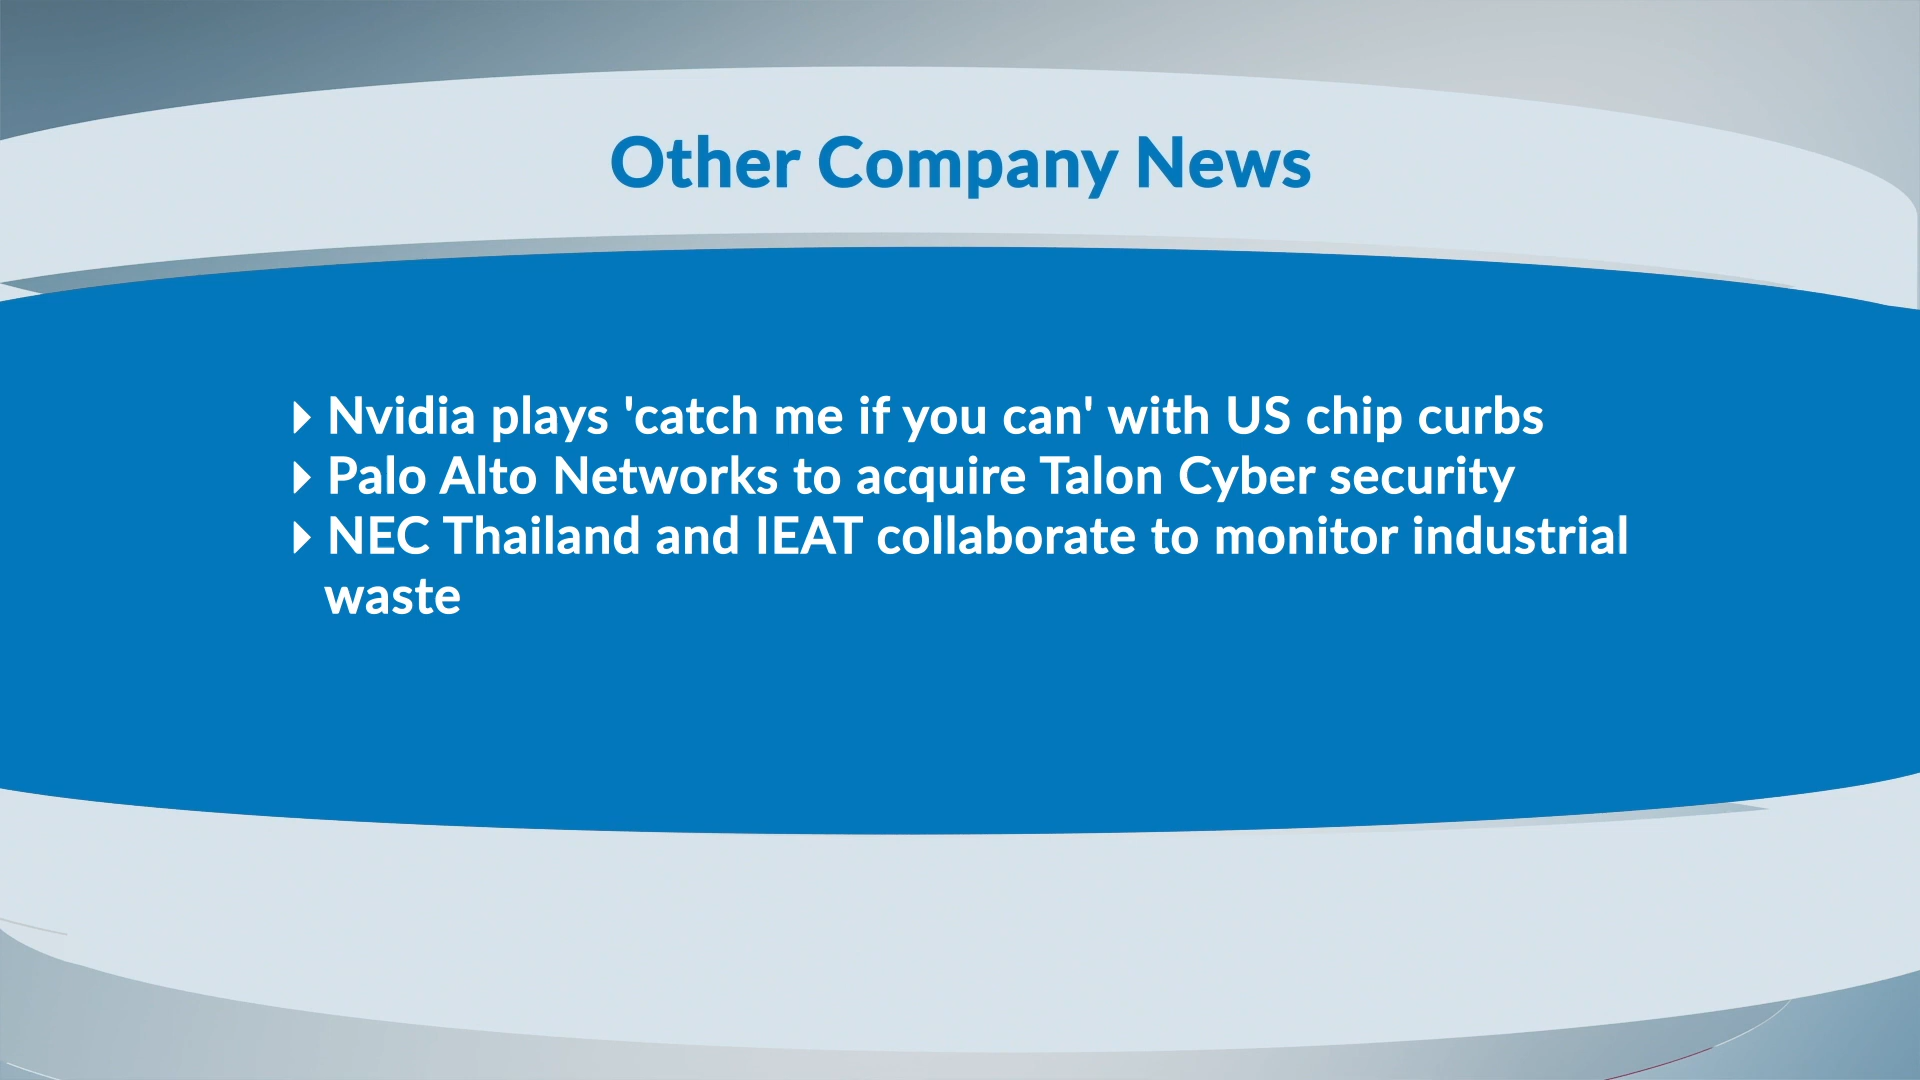 Other Company News
Nvidia plays 'catch me if you can' with US chip curbs
Palo Alto Networks to acquire Talon Cyber security
NEC Thailand and IEAT collaborate to monitor industrial
waste